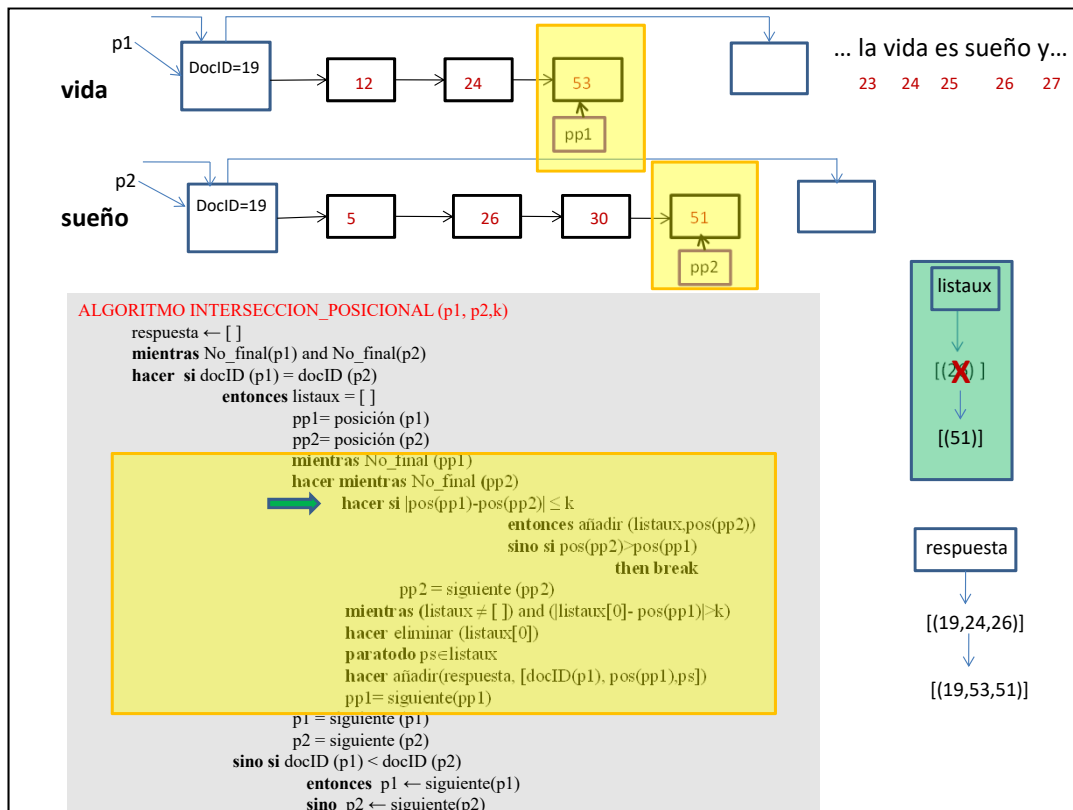 p1
DocID=19
vida
12
24
53
pp1
... la vida es sueño y...
23 24 25 26 27
p2
DocID=19
sueño
5
26
30
51
pp2
ALGORITMO INTERSECCION_POSICIONAL (p1, p2,k)
respuesta ← [ ]
mientras No_final(p1) and No_final(p2)
hacer si docID (p1) = docID (p2)
entonces listaux = [ ]
pp1= posición (p1)
pp2= posición (p2)
mientras No_final (pp1)
hacer mientras No_final (pp2)
hacer si |pos(pp1)-pos(pp2)| ≤ k
entonces añadir (listaux,pos(pp2))
sino si pos(pp2)>pos(pp1)
then break
pp2 = siguiente (pp2)
mientras (listaux ≠ [ ]) and (|listaux[0]- pos(pp1)|>k)
hacer eliminar (listaux[0])
paratodo ps∈listaux
hacer añadir(respuesta, [docID(p1), pos(pp1),ps])
pp1= siguiente(pp1)
p1 = siguiente (p1)
p2 = siguiente (p2)
sino si docID (p1) < docID (p2)
entonces p1 ← siguiente(p1)
sino p2 ← siguiente(p2)
listaux
[(26) ]
X
[(51)]
respuesta
[(19,24,26)]
[(19,53,51)]